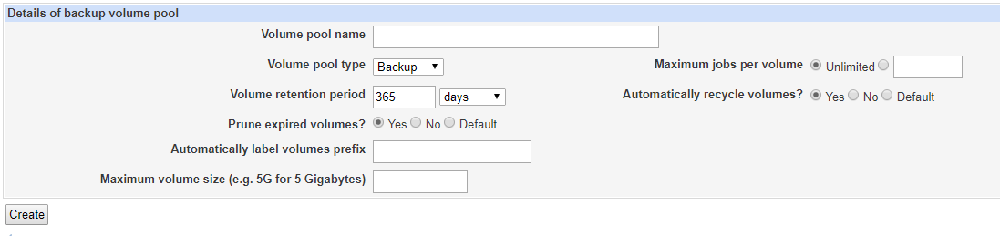 Details of backup volume pool
Volume pool name
Volume pool type Backup Maximum jobs per volume Unlimited
Volume retention period 365 days Automatically recycle volumes? Yes No Default
Prune expired volumes? Yes No Default
Automatically label volumes prefix
Maximum volume size (e.g. 5G for 5 Gigabytes)
Create